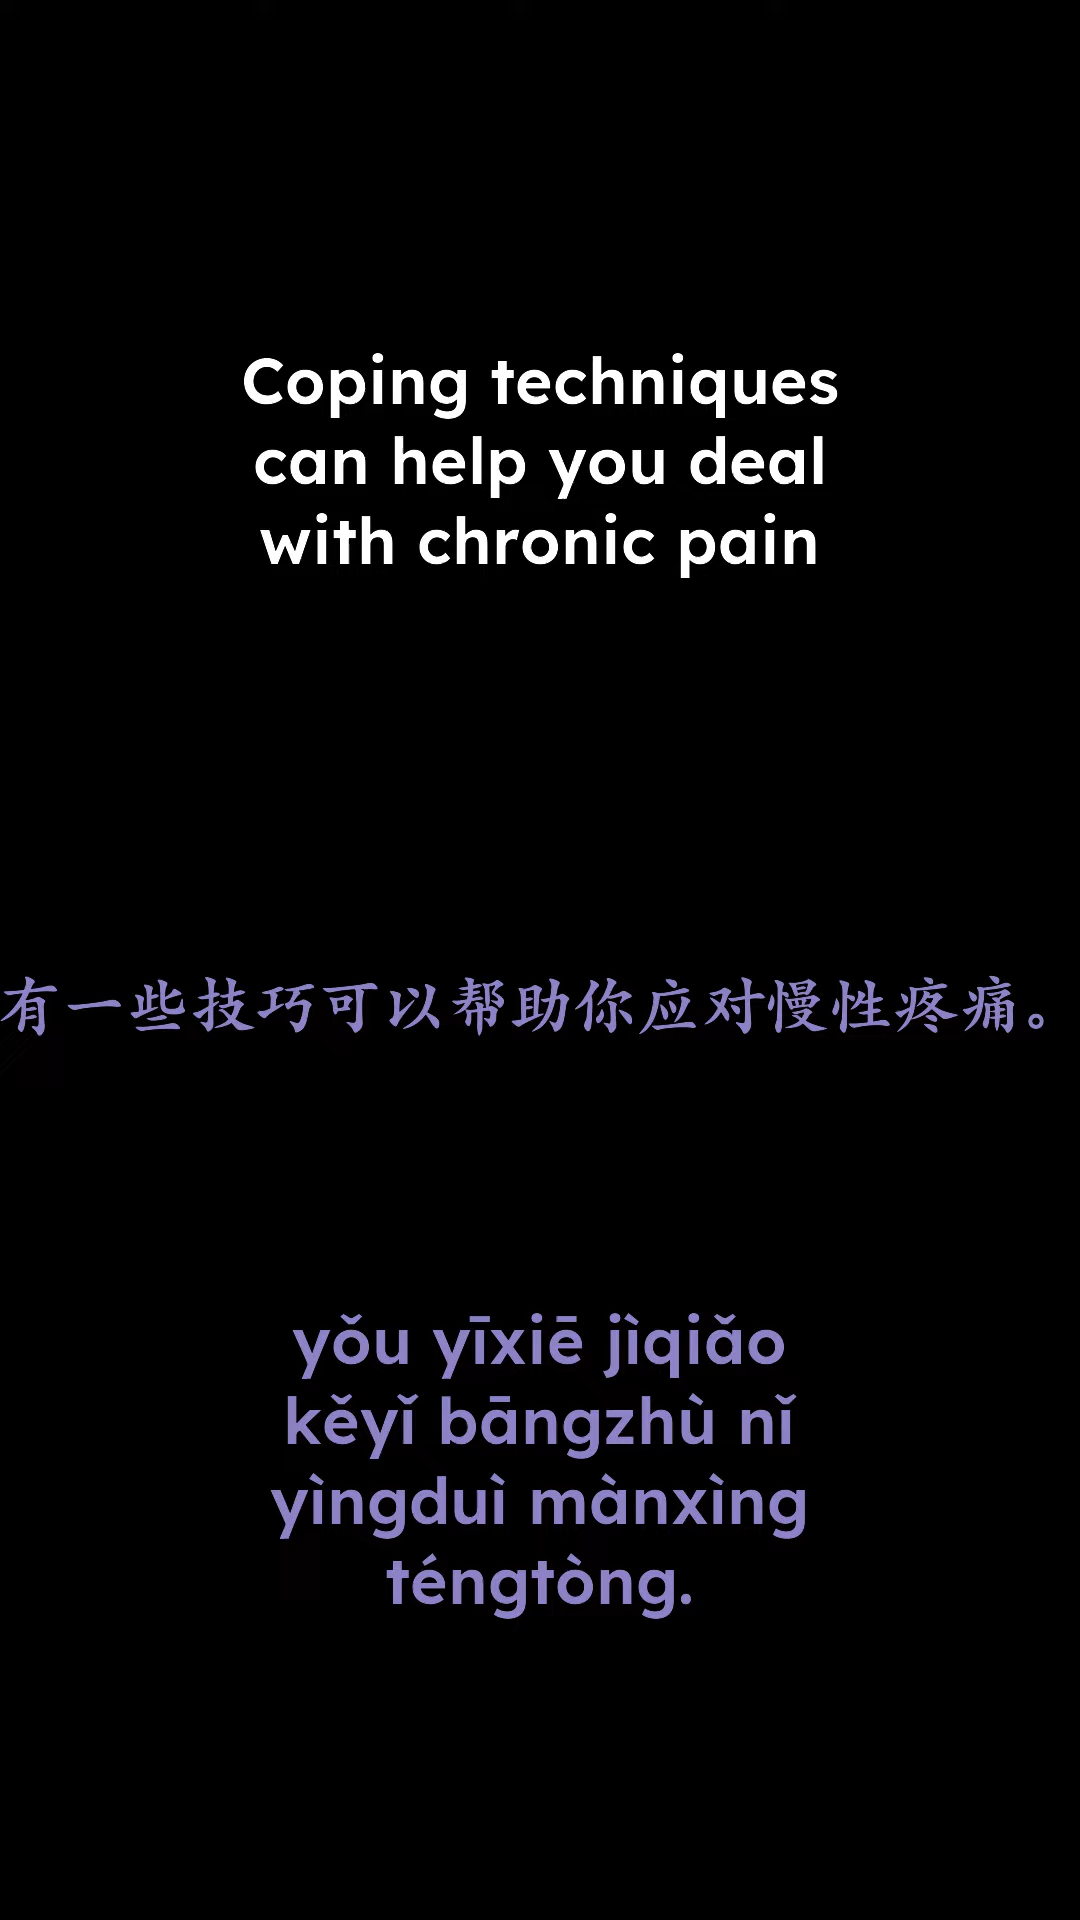 Coping techniques
can help you deal
with chronic pain
有一些技巧可以帮助你应对慢性疼痛。
yǒu yīxiē jìqiǎo
kěyǐ bāngzhù nǐ
yìngduì mànxìng
téngtòng.